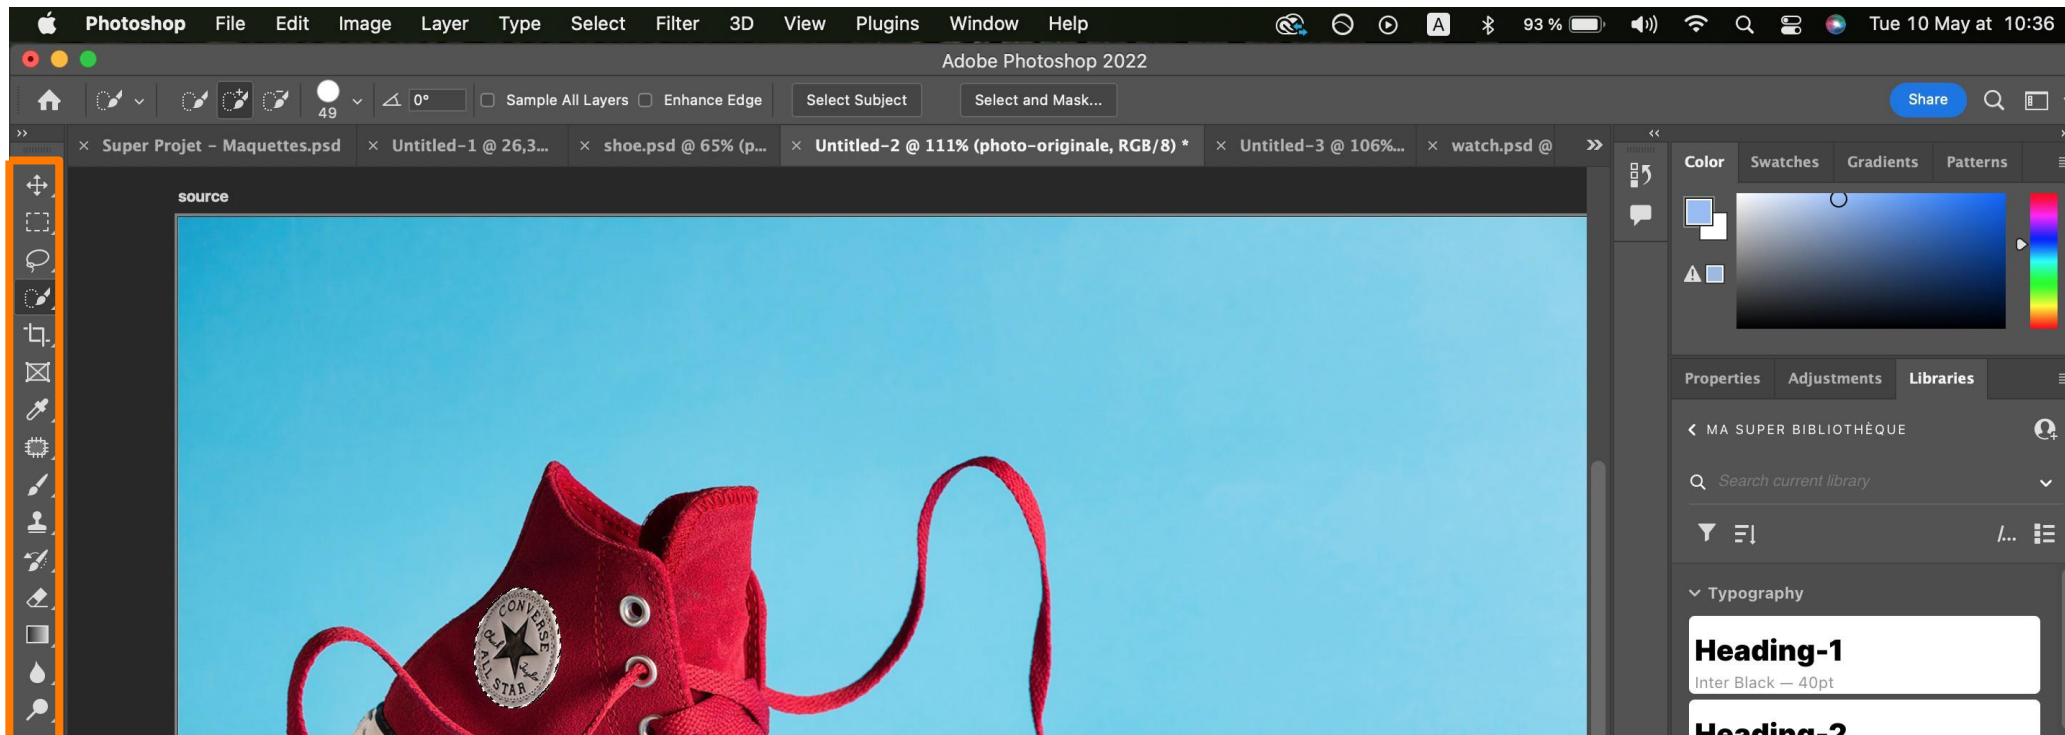 Photoshop File Edit Image Layer Type Select Filter 3D View Plugins Window Help A 93 % Tue 10 May at 10:36
Adobe Photoshop 2022
49 0° Sample All Layers Enhance Edge Select Subject Select and Mask... Share
× Super Projet – Maquettes.psd × Untitled-1 @ 26,3... × shoe.psd @ 65% (p... × Untitled-2 @ 111% (photo-originale, RGB/8) * × Untitled-3 @ 106%... × watch.psd @
Color Swatches Gradients Patterns
source
Properties Adjustments Libraries
MA SUPER BIBLIOTHÈQUE
Search current library
/...
Typography
Heading-1
Inter Black — 40pt
Heading-2
CONVERSE
ALL STAR